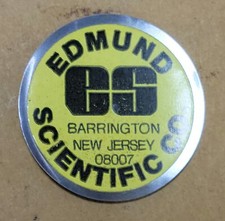 EDMUND
es
BARRINGTON
NEW JERSEY
08007
SCIENTIFIC CO